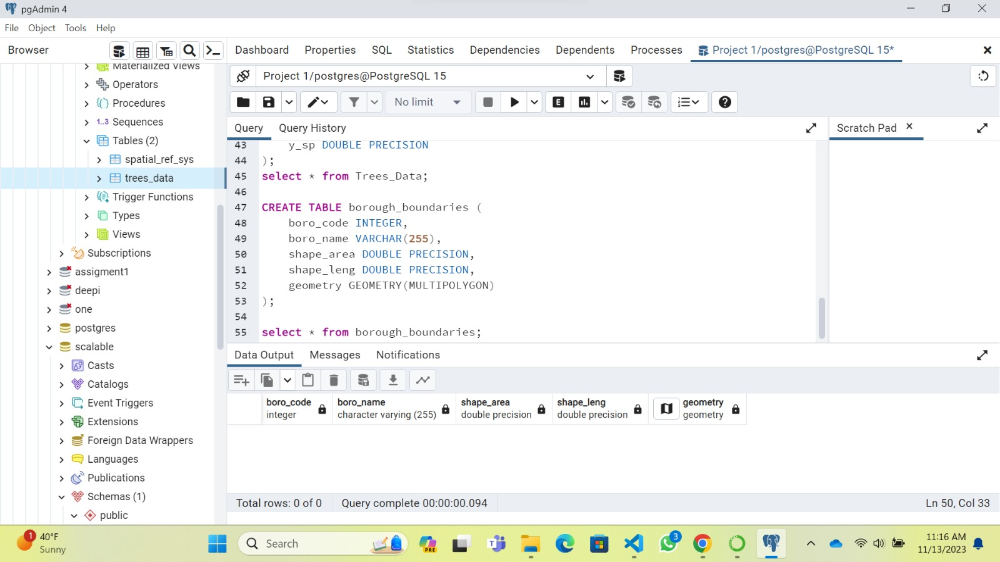 pgAdmin 4
File Object Tools Help
Browser
Dashboard Properties SQL Statistics Dependencies Dependents Processes Project 1/postgres@PostgreSQL 15*
Materialized Views
Operators
Procedures
1..3 Sequences
Tables (2)
spatial_ref_sys
trees_data
Trigger Functions
Types
Views
Subscriptions
assigment1
deepi
one
postgres
scalable
Casts
Catalogs
Event Triggers
Extensions
Foreign Data Wrappers
Languages
Publications
Schemas (1)
public
Project 1/postgres@PostgreSQL 15
No limit
E
Query Query History
Scratch Pad
43 y_sp DOUBLE PRECISION
44 );
45 select * from Trees_Data;
46
47 CREATE TABLE borough_boundaries (
48 boro_code INTEGER,
49 boro_name VARCHAR(255),
50 shape_area DOUBLE PRECISION,
51 shape_leng DOUBLE PRECISION,
52 geometry GEOMETRY(MULTIPOLYGON)
53 );
54
55 select * from borough_boundaries;
Data Output Messages Notifications
boro_code boro_name shape_area shape_leng geometry
integer character varying (255) double precision double precision geometry
Total rows: 0 of 0 Query complete 00:00:00.094 Ln 50, Col 33
1
40°F
Sunny
Search
PRE
3
11:16 AM
11/13/2023